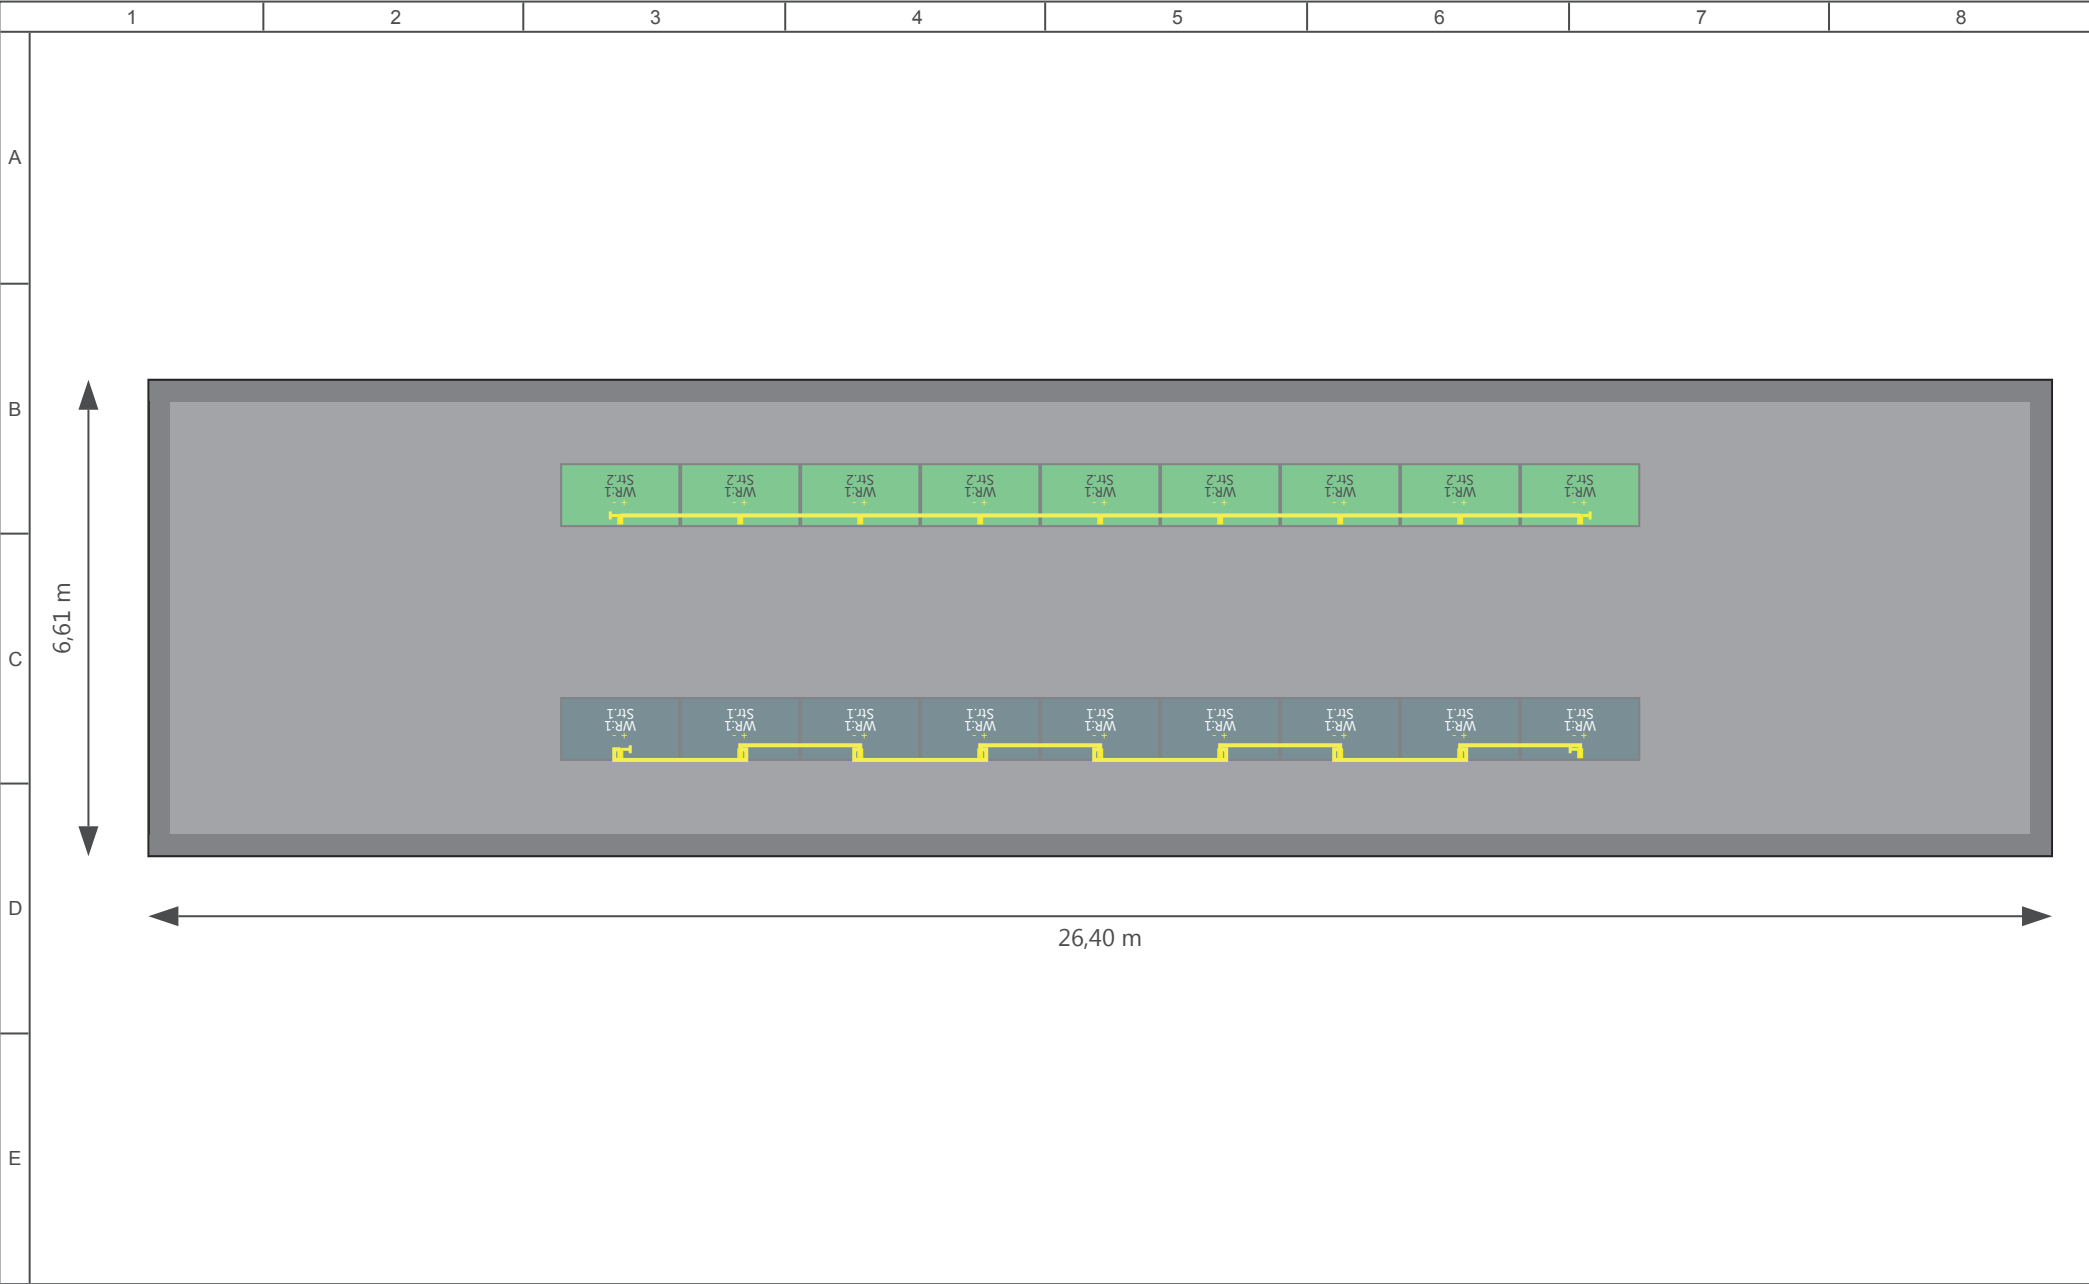 1 2 3 4 5 6 7 8
A
B
Str.2 Str.2 Str.2 Str.2 Str.2 Str.2 Str.2 Str.2 Str.2
WR:1 WR:1 WR:1 WR:1 WR:1 WR:1 WR:1 WR:1 WR:1
- + - + - + - + - + - + - + - + - +
6,61 m
C
Str.1 Str.1 Str.1 Str.1 Str.1 Str.1 Str.1 Str.1 Str.1
WR:1 WR:1 WR:1 WR:1 WR:1 WR:1 WR:1 WR:1 WR:1
- + - + - + - + - + - + - + - + - +
D
26,40 m
E